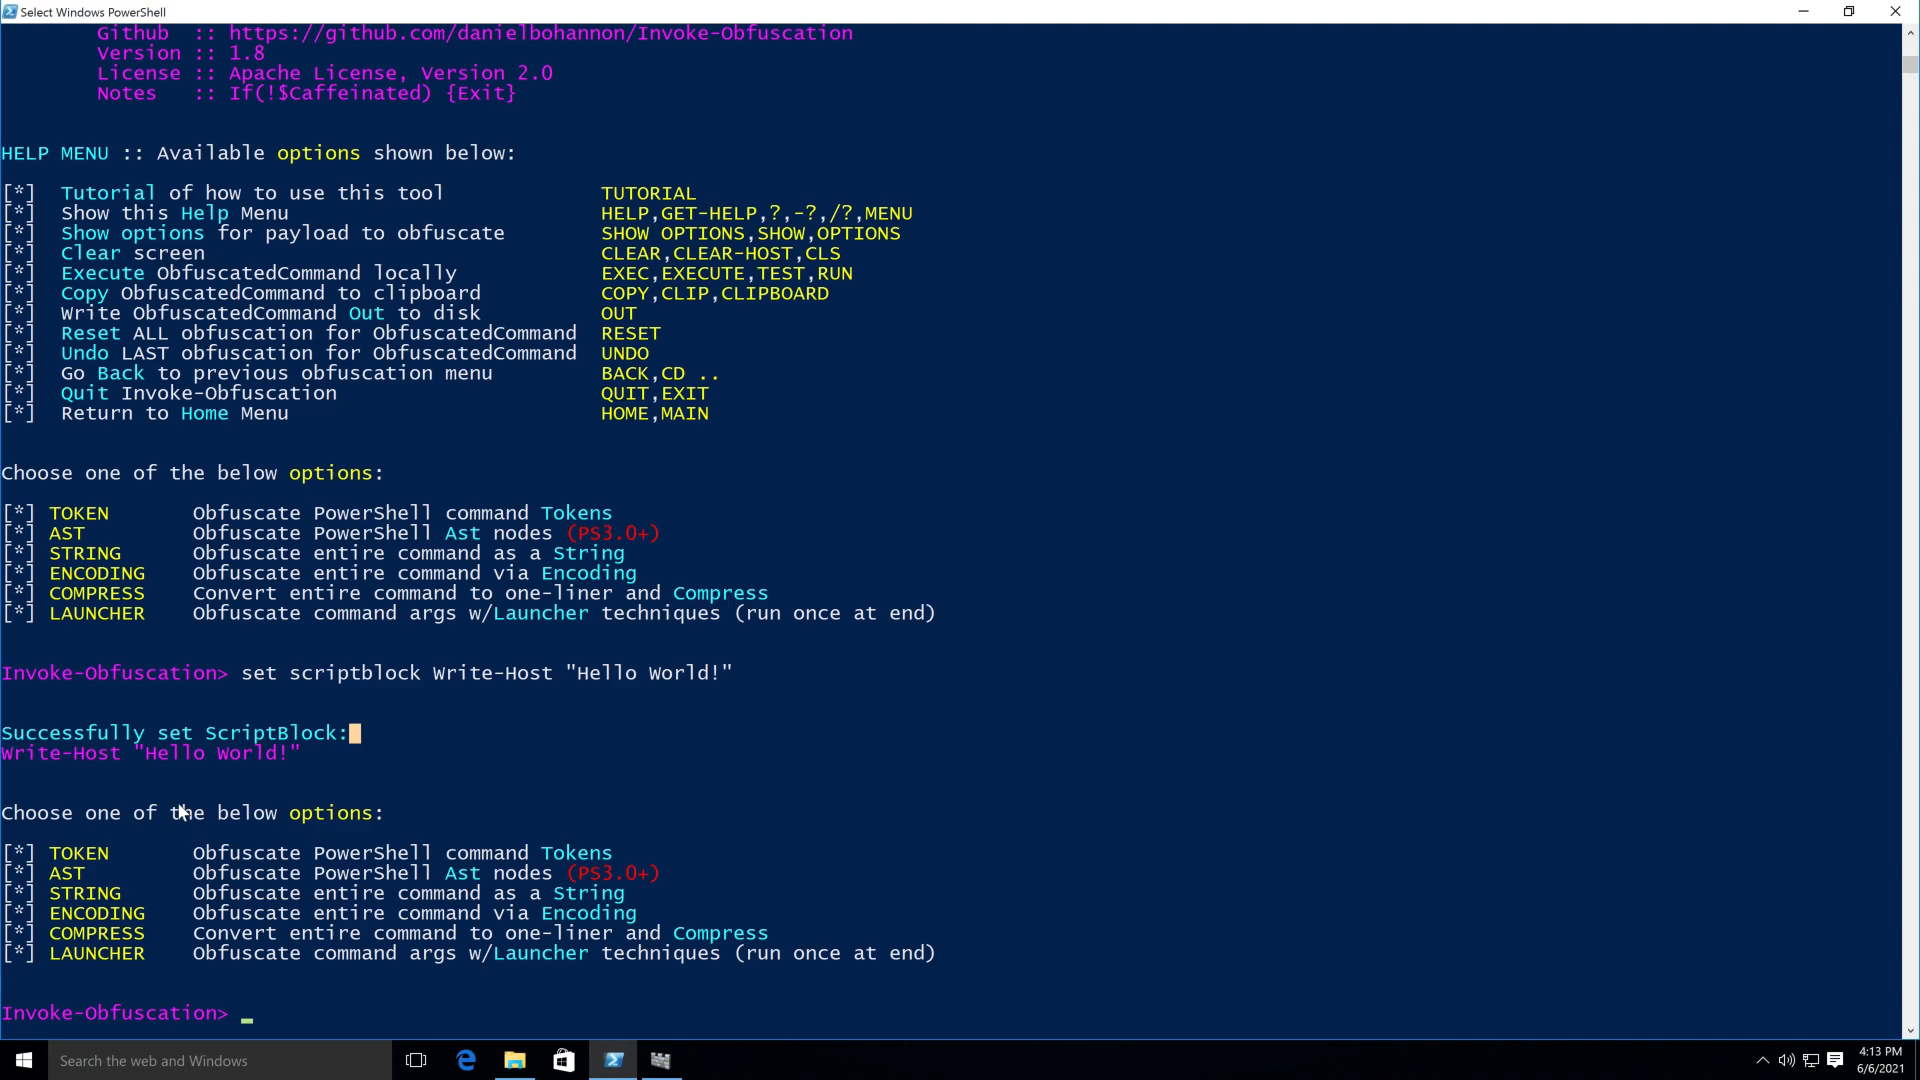 Select Windows PowerShell
Github :: https://github.com/danielbohannon/Invoke-Obfuscation
Version :: 1.8
License :: Apache License, Version 2.0
Notes :: If(!$Caffeinated) {Exit}
HELP MENU :: Available options shown below:
[*] Tutorial of how to use this tool TUTORIAL
[*] Show this Help Menu HELP,GET-HELP,?,-?,/?,MENU
[*] Show options for payload to obfuscate SHOW OPTIONS,SHOW,OPTIONS
[*] Clear screen CLEAR,CLEAR-HOST,CLS
[*] Execute ObfuscatedCommand locally EXEC,EXECUTE,TEST,RUN
[*] Copy ObfuscatedCommand to clipboard COPY,CLIP,CLIPBOARD
[*] Write ObfuscatedCommand Out to disk OUT
[*] Reset ALL obfuscation for ObfuscatedCommand RESET
[*] Undo LAST obfuscation for ObfuscatedCommand UNDO
[*] Go Back to previous obfuscation menu BACK,CD ..
[*] Quit Invoke-Obfuscation QUIT,EXIT
[*] Return to Home Menu HOME,MAIN
Choose one of the below options:
[*] TOKEN Obfuscate PowerShell command Tokens
[*] AST Obfuscate PowerShell Ast nodes (PS3.0+)
[*] STRING Obfuscate entire command as a String
[*] ENCODING Obfuscate entire command via Encoding
[*] COMPRESS Convert entire command to one-liner and Compress
[*] LAUNCHER Obfuscate command args w/Launcher techniques (run once at end)
Invoke-Obfuscation> set scriptblock Write-Host "Hello World!"
Successfully set ScriptBlock:
Write-Host "Hello World!"
Choose one of the below options:
[*] TOKEN Obfuscate PowerShell command Tokens
[*] AST Obfuscate PowerShell Ast nodes (PS3.0+)
[*] STRING Obfuscate entire command as a String
[*] ENCODING Obfuscate entire command via Encoding
[*] COMPRESS Convert entire command to one-liner and Compress
[*] LAUNCHER Obfuscate command args w/Launcher techniques (run once at end)
Invoke-Obfuscation> _
Search the web and Windows
4:13 PM
6/6/2021